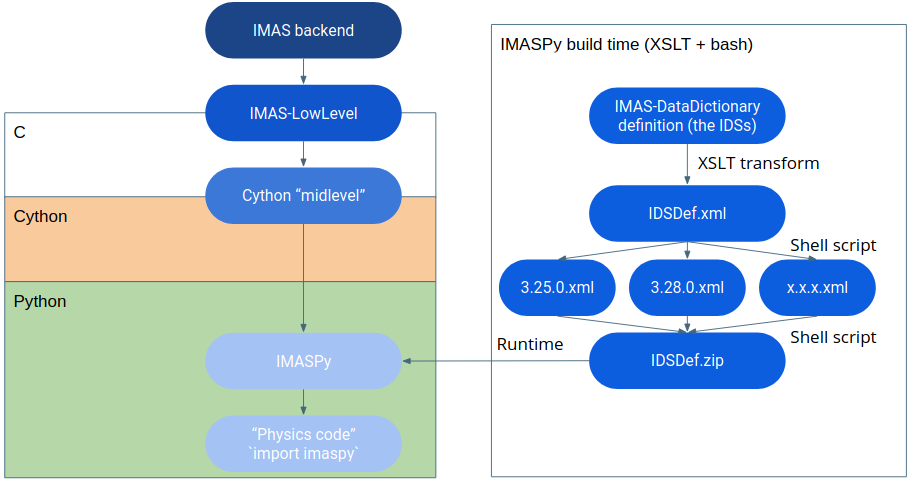 IMAS backend
IMAS-LowLevel
C
Cython “midlevel”
Cython
Python
IMASPy
“Physics code”
`import imaspy`
IMASPy build time (XSLT + bash)
IMAS-DataDictionary
definition (the IDSs)
XSLT transform
IDSDef.xml
Shell script
3.25.0.xml
3.28.0.xml
x.x.x.xml
Shell script
Runtime
IDSDef.zip